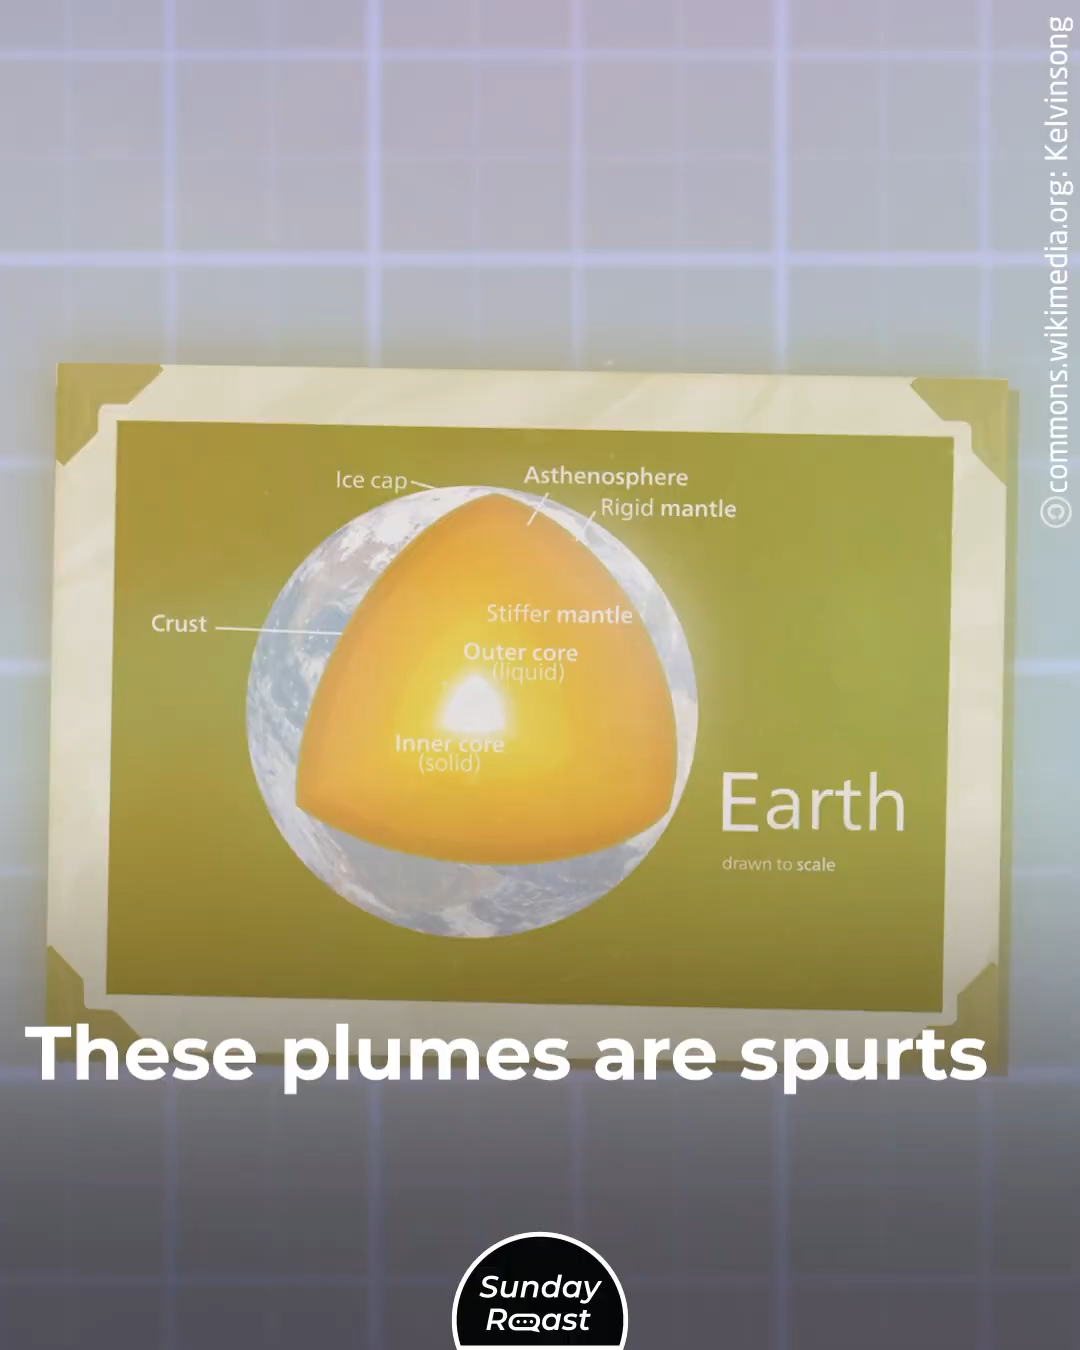 ©commons.wikimedia.org: Kelvinsong
Ice cap
Asthenosphere
Rigid mantle
Crust
Stiffer mantle
Outer core
(liquid)
Inner core
(solid)
Earth
drawn to scale
These plumes are spurts
Sunday
Roast